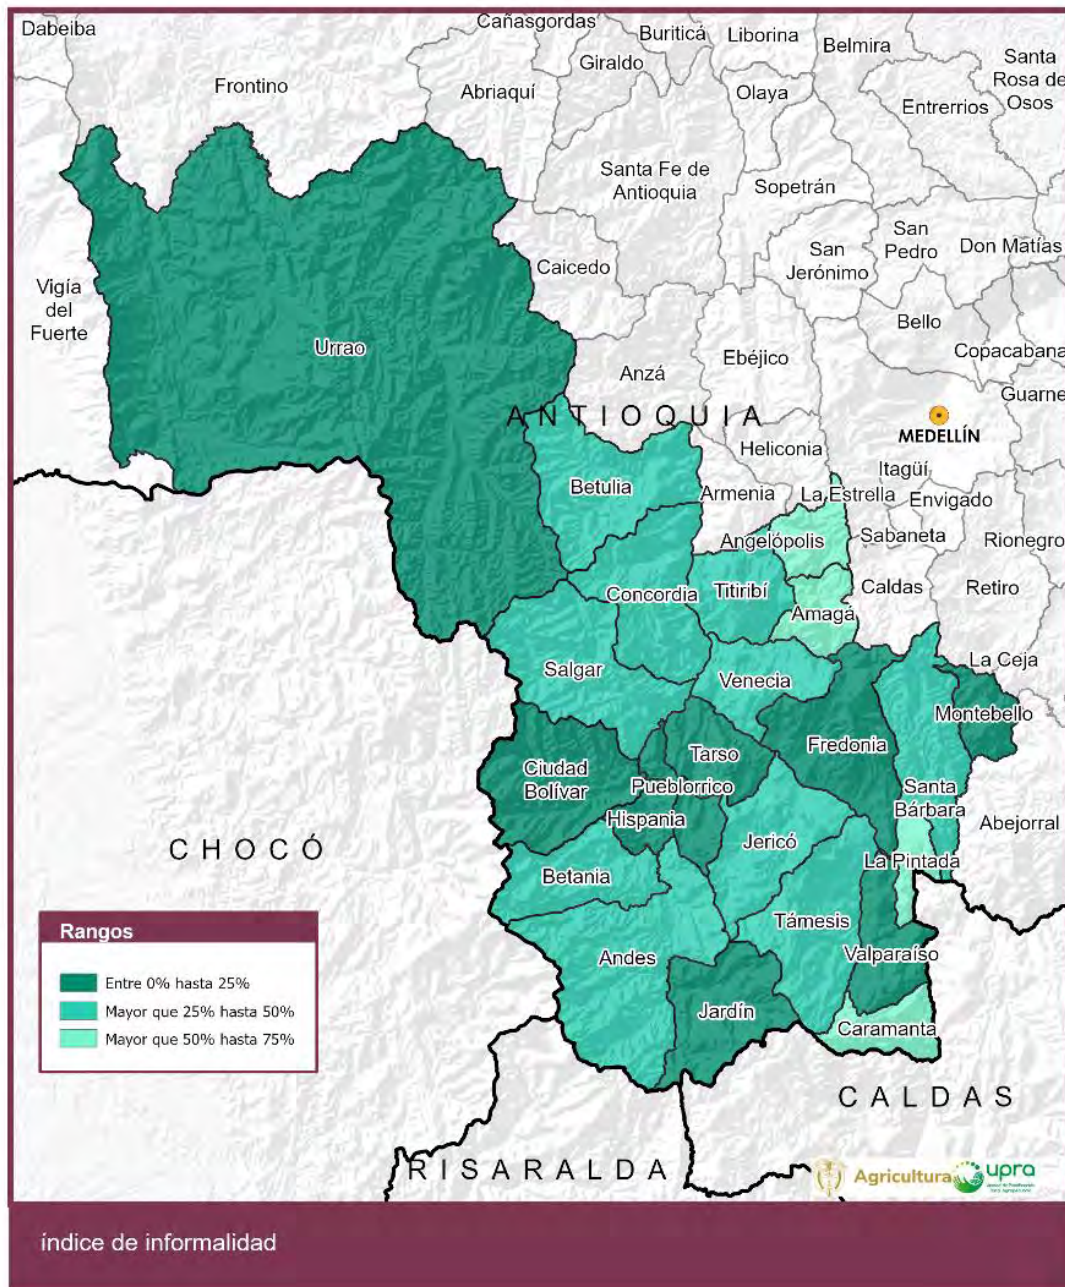 Dabeiba
Cañasgordas
Buriticá
Liborina
Belmira
Giraldo
Santa
Rosa de
Osos
Frontino
Abriaquí
Olaya
Entrerrios
Santa Fe de
Antioquia
Sopetrán
San
Pedro
Don Matías
San
Jerónimo
Caicedo
Vigía
del
Fuerte
Bello
Urrao
Ebéjico
Copacabana
Anzá
Guarne
ANTIOQUIA
MEDELLÍN
Heliconia
Itagüí
Betulia
Armenia
La Estrella
Envigado
Angelópolis
Sabaneta
Rionegro
Concordia
Titiribí
Caldas
Retiro
Amagá
Salgar
Venecia
La Ceja
Montebello
Fredonia
Tarso
Ciudad
Bolívar
Pueblorrico
Santa
Bárbara
Hispania
Abejorral
CHOCÓ
Jericó
La Pintada
Betania
Támesis
Andes
Valparaíso
Jardín
Caramanta
Rangos
Entre 0% hasta 25%
Mayor que 25% hasta 50%
Mayor que 50% hasta 75%
CALDAS
RISARALDA
Agricultura
upra
índice de informalidad